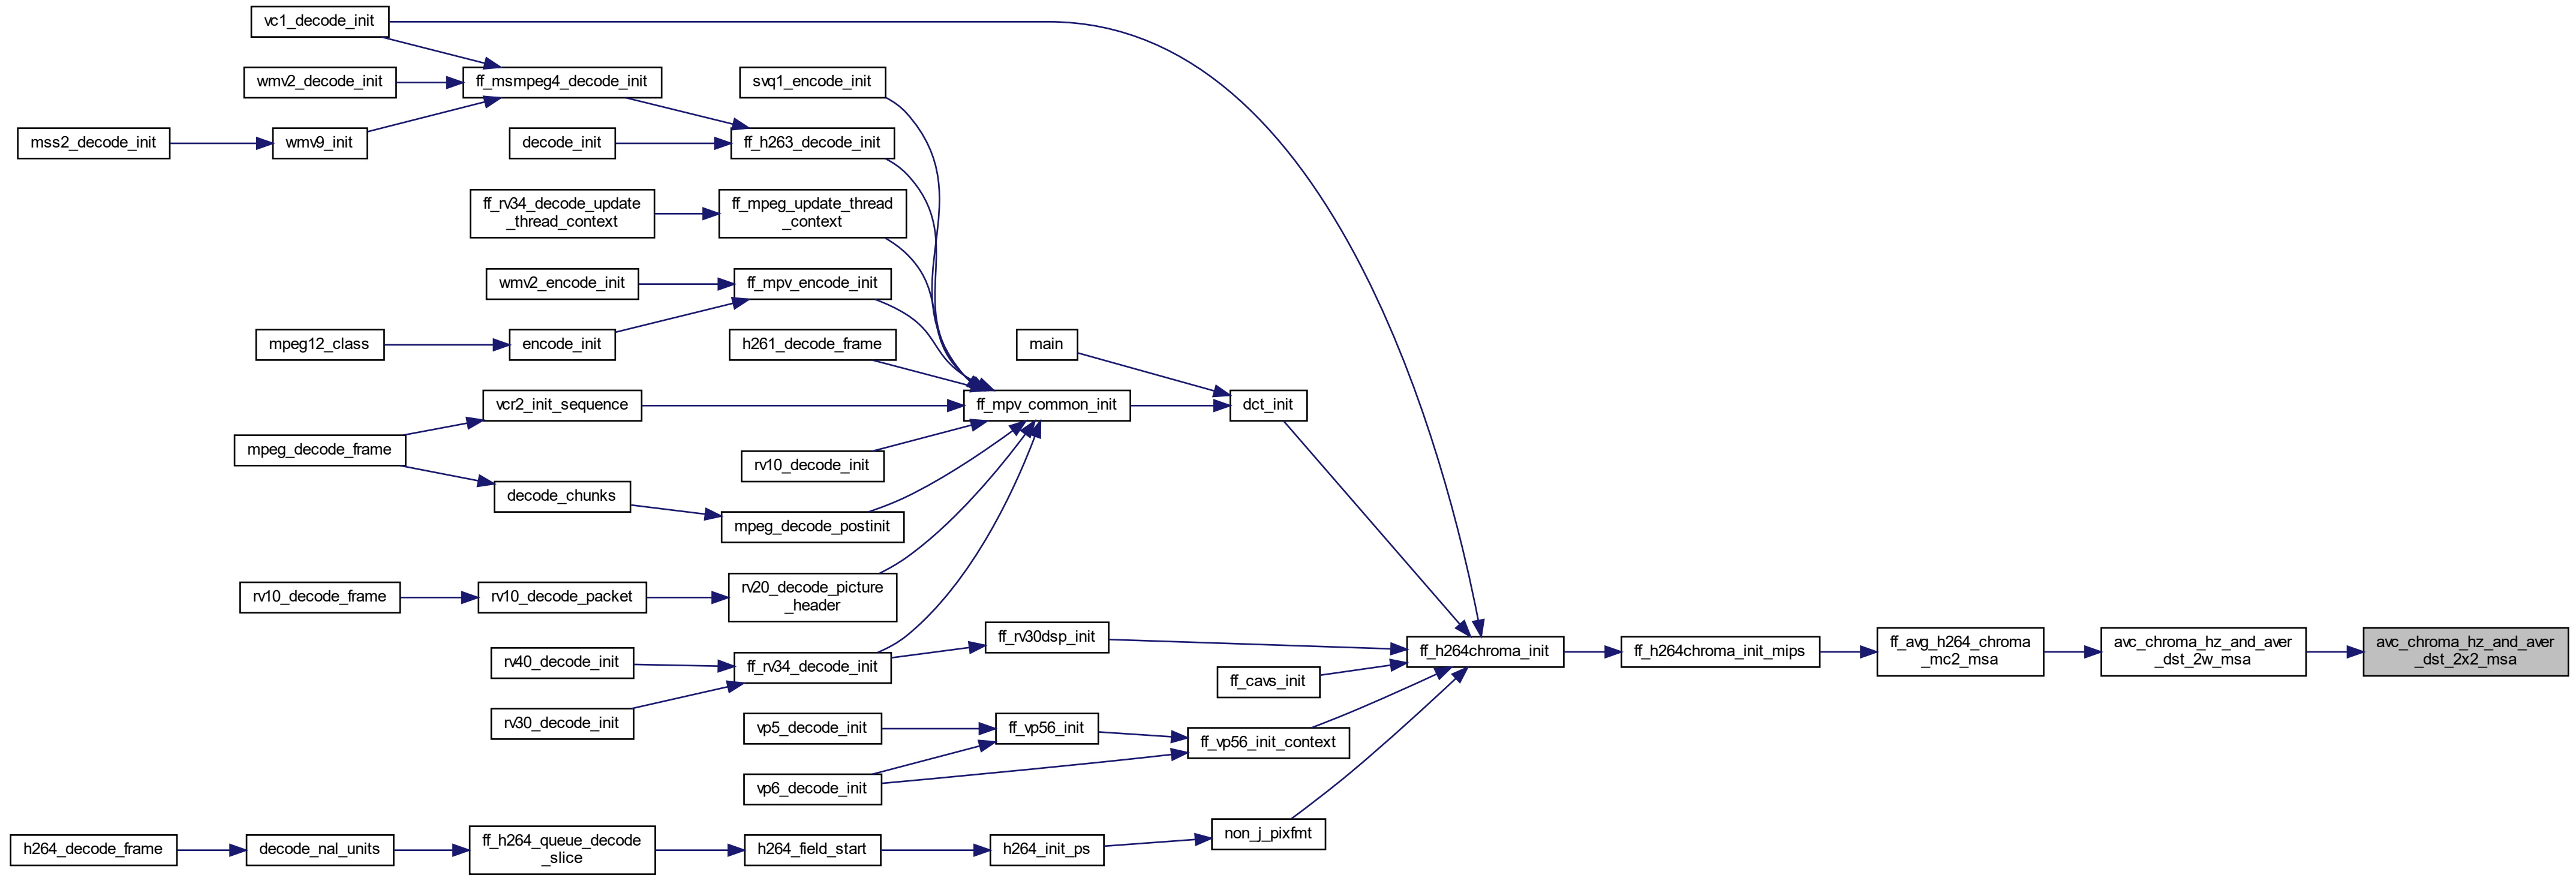 vc1_decode_init
wmv2_decode_init
ff_msmpeg4_decode_init
svq1_encode_init
mss2_decode_init
wmv9_init
decode_init
ff_h263_decode_init
ff_rv34_decode_update
_thread_context
ff_mpeg_update_thread
_context
wmv2_encode_init
ff_mpv_encode_init
mpeg12_class
encode_init
h261_decode_frame
main
vcr2_init_sequence
ff_mpv_common_init
dct_init
mpeg_decode_frame
rv10_decode_init
decode_chunks
mpeg_decode_postinit
rv10_decode_frame
rv10_decode_packet
rv20_decode_picture
_header
ff_rv30dsp_init
rv40_decode_init
ff_rv34_decode_init
ff_cavs_init
ff_h264chroma_init
ff_h264chroma_init_mips
ff_avg_h264_chroma
_mc2_msa
avc_chroma_hz_and_aver
_dst_2w_msa
avc_chroma_hz_and_aver
_dst_2x2_msa
rv30_decode_init
vp5_decode_init
ff_vp56_init
ff_vp56_init_context
vp6_decode_init
non_j_pixfmt
h264_decode_frame
decode_nal_units
ff_h264_queue_decode
_slice
h264_field_start
h264_init_ps